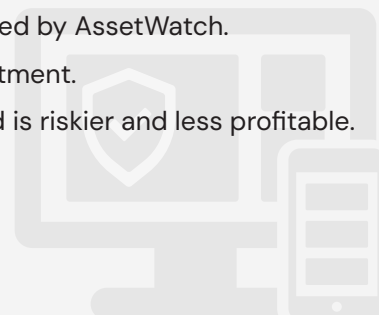 ed by AssetWatch.
tment.
is riskier and less profitable.